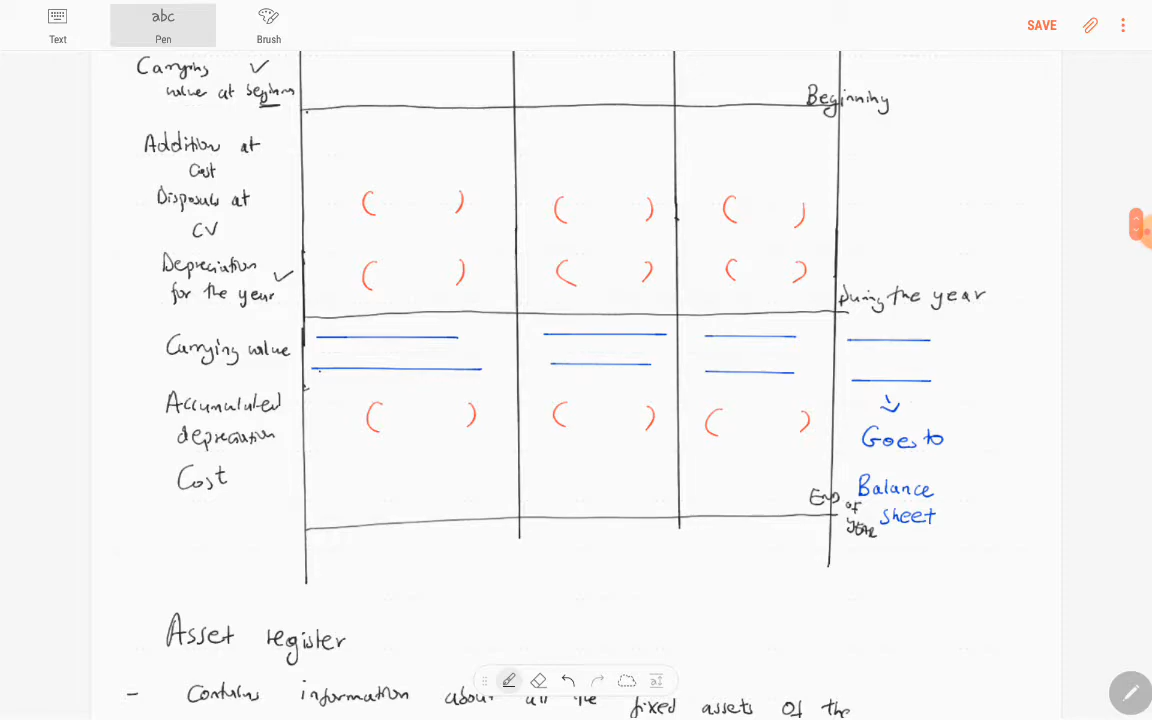 Text
abc
Pen
Brush
SAVE
Carrying ✓
value at beginning
Beginning
Addition at
Cost
Disposals at ( ) ( ) ( )
CV
Depreciation ✓ ( ) ( ) ( )
for the year
During the year
Carrying value
Accumulated ( ) ( ) ( )
depreciation
Goes to
Cost
Balance
sheet
End
of
year
Asset register
- Contains information about all the fixed assets of the